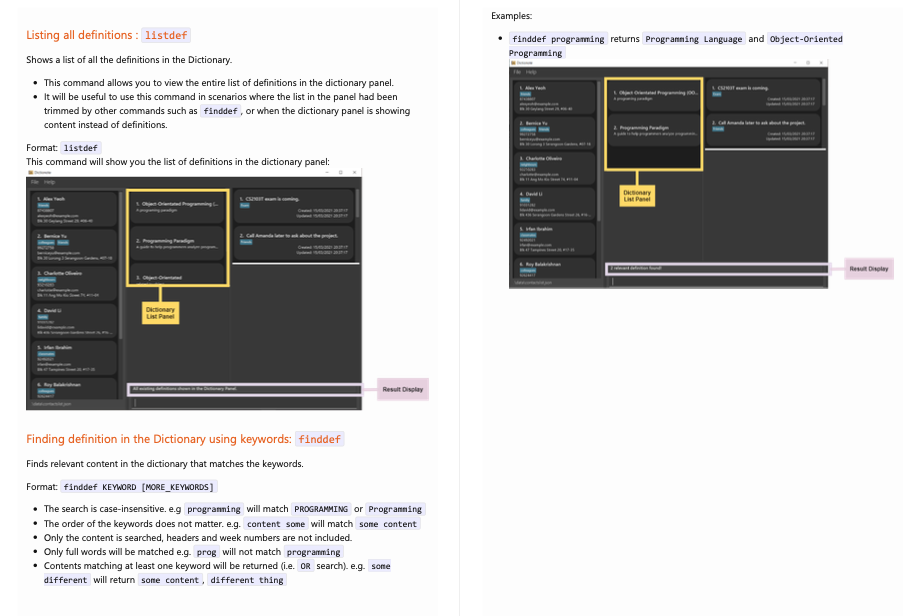 Listing all definitions : listdef
Shows a list of all the definitions in the Dictionary.
• This command allows you to view the entire list of definitions in the dictionary panel.
• It will be useful to use this command in scenarios where the list in the panel had been
trimmed by other commands such as finddef, or when the dictionary panel is showing
content instead of definitions.
Format: listdef
This command will show you the list of definitions in the dictionary panel:
File Help
1. Alex Yeoh
2. Bernice Yu
3. Charlotte Oliveiro
4. David Li
5. Irfan Ibrahim
6. Roy Balakrishnan
1. Object-Orientated Programming (
A programming paradigm
2. Programming Paradigm
A guide to help programmers and person program...
3. Object-Orientated
1. CS2103T exam is coming.
2. Call Amanda later to ask about the project.
Dictionary
List Panel
All existing definitions shown in the Dictionary Panel
Result Display
Finding definition in the Dictionary using keywords: finddef
Finds relevant content in the dictionary that matches the keywords.
Format: finddef KEYWORD [MORE_KEYWORDS]
• The search is case-insensitive. e.g programming will match PROGRAMMING or Programming
• The order of the keywords does not matter. e.g. content some will match some content
• Only the content is searched, headers and week numbers are not included.
• Only full words will be matched e.g. prog will not match programming
• Contents matching at least one keyword will be returned (i.e. OR search). e.g. some
different will return some content, different thing
Examples:
• finddef programming returns Programming Language and Object-Oriented
Programming
File Help
1. Alex Yeoh
2. Bernice Yu
3. Charlotte Oliveiro
4. David Li
5. Irfan Ibrahim
6. Roy Balakrishnan
1. Object-Orientated Programming (OO...
A programming paradigm
2. Programming Paradigm
1. CS2103T exam is coming.
2. Call Amanda later to ask about the project.
Dictionary
List Panel
2 relevant definition found!
Result Display